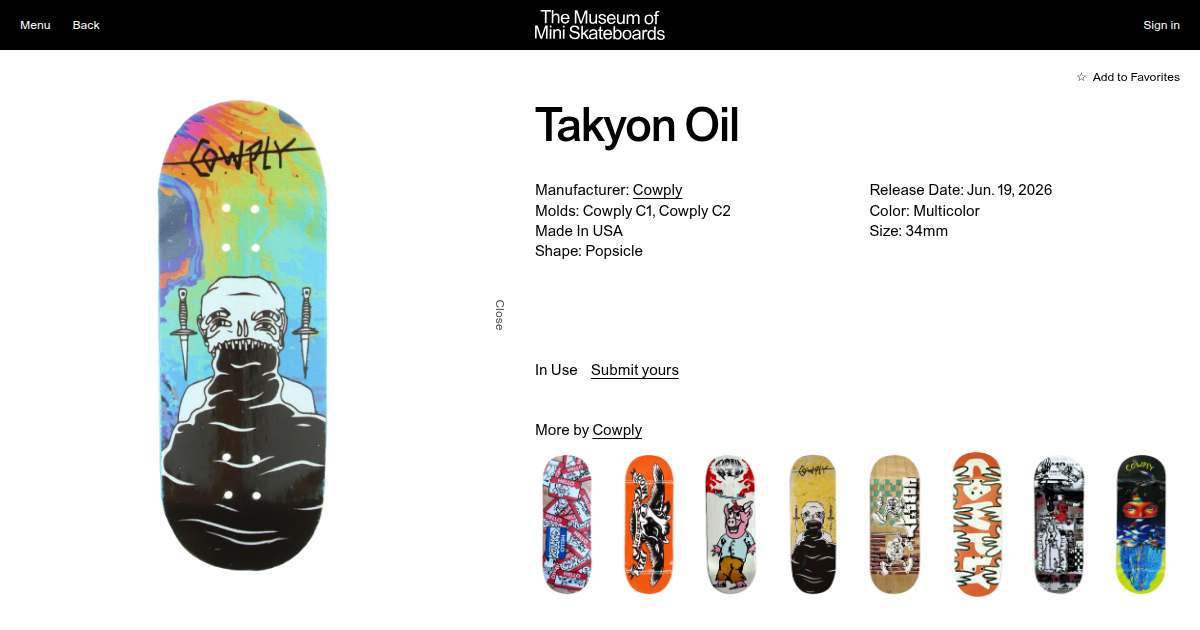 Menu
Back
The Museum of
Mini Skateboards
Sign in
☆ Add to Favorites
COWPLY
Takyon Oil
Manufacturer: Cowply
Molds: Cowply C1, Cowply C2
Made In USA
Shape: Popsicle
Release Date: Jun. 19, 2026
Color: Multicolor
Size: 34mm
Close
In Use Submit yours
More by Cowply
COWPLY
COWPLY